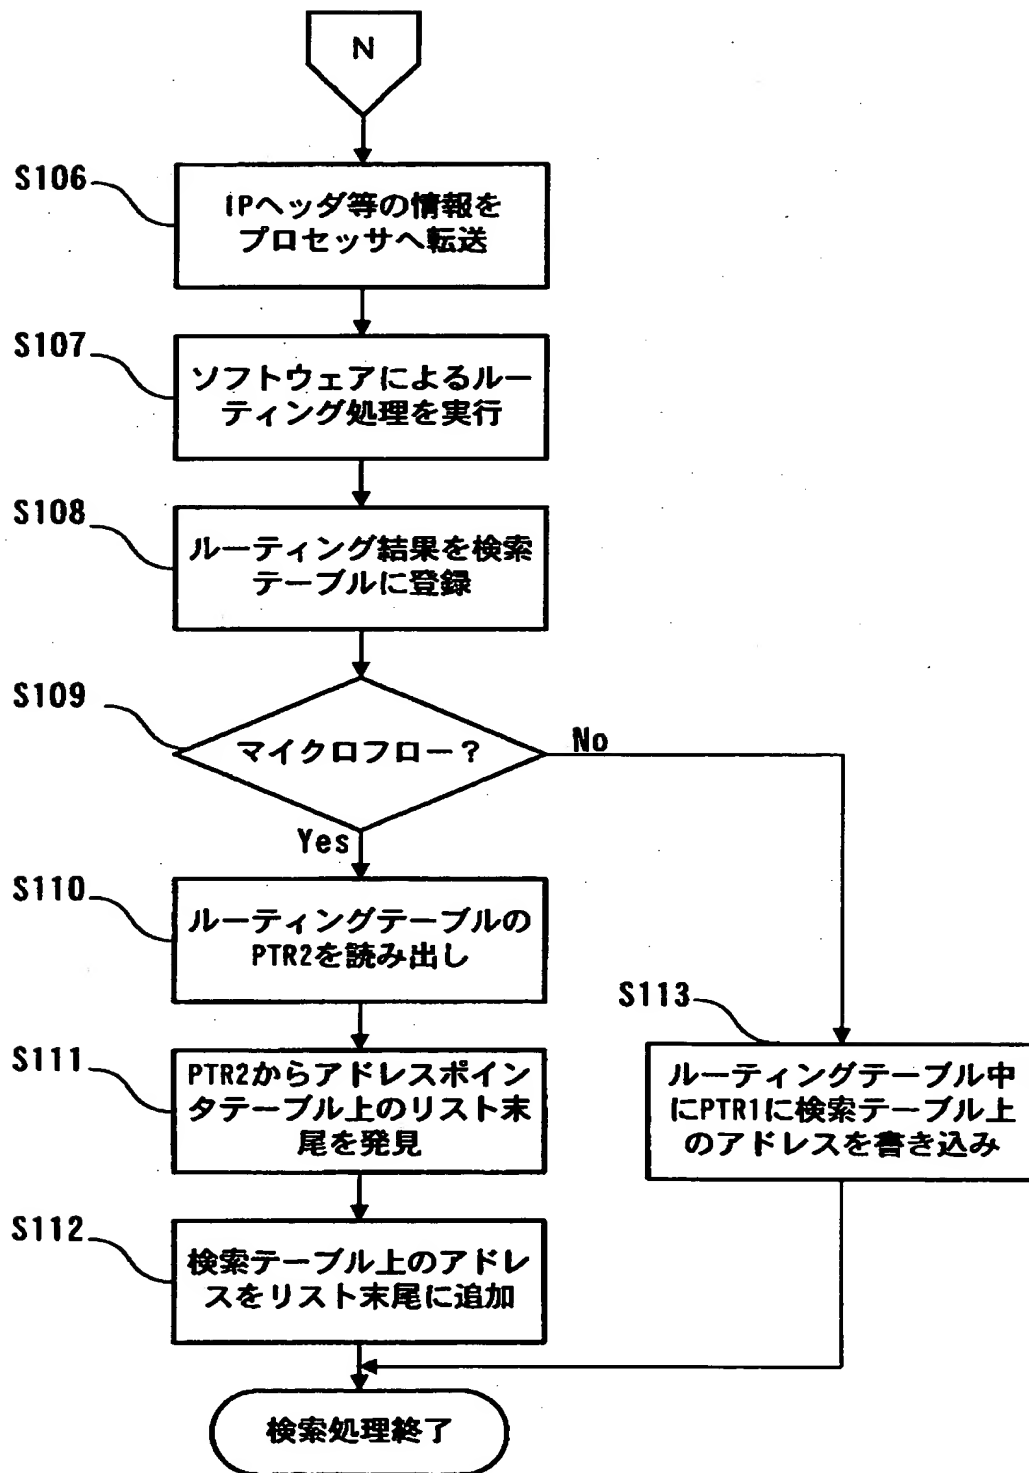 N
S106
IPヘッダ等の情報を
プロセッサへ転送
S107
ソフトウェアによるルー
ティング処理を実行
S108
ルーティング結果を検索
テーブルに登録
S109
マイクロフロー?
No
Yes
S110
ルーティングテーブルの
PTR2を読み出し
S111
PTR2からアドレスポイン
タテーブル上のリスト末
尾を発見
S113
ルーティングテーブル中
にPTR1に検索テーブル上
のアドレスを書き込み
S112
検索テーブル上のアドレ
スをリスト末尾に追加
検索処理終了